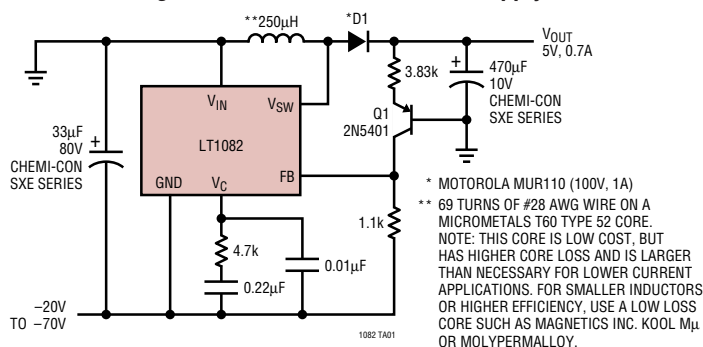 **250µH
*D1
VOUT
5V, 0.7A
3.83k
+
470µF
10V
CHEMI-CON
SXE SERIES
VIN
VSW
Q1
2N5401
33µF
80V
+
CHEMI-CON
SXE SERIES
LT1082
GND
VC
FB
* MOTOROLA MUR110 (100V, 1A)
** 69 TURNS OF #28 AWG WIRE ON A
MICROMETALS T60 TYPE 52 CORE.
NOTE: THIS CORE IS LOW COST, BUT
HAS HIGHER CORE LOSS AND IS LARGER
THAN NECESSARY FOR LOWER CURRENT
APPLICATIONS. FOR SMALLER INDUCTORS
OR HIGHER EFFICIENCY, USE A LOW LOSS
CORE SUCH AS MAGNETICS INC. KOOL Mµ
OR MOLYPERMALLOY.
1.1k
4.7k
0.01µF
0.22µF
–20V
TO –70V
1082 TA01